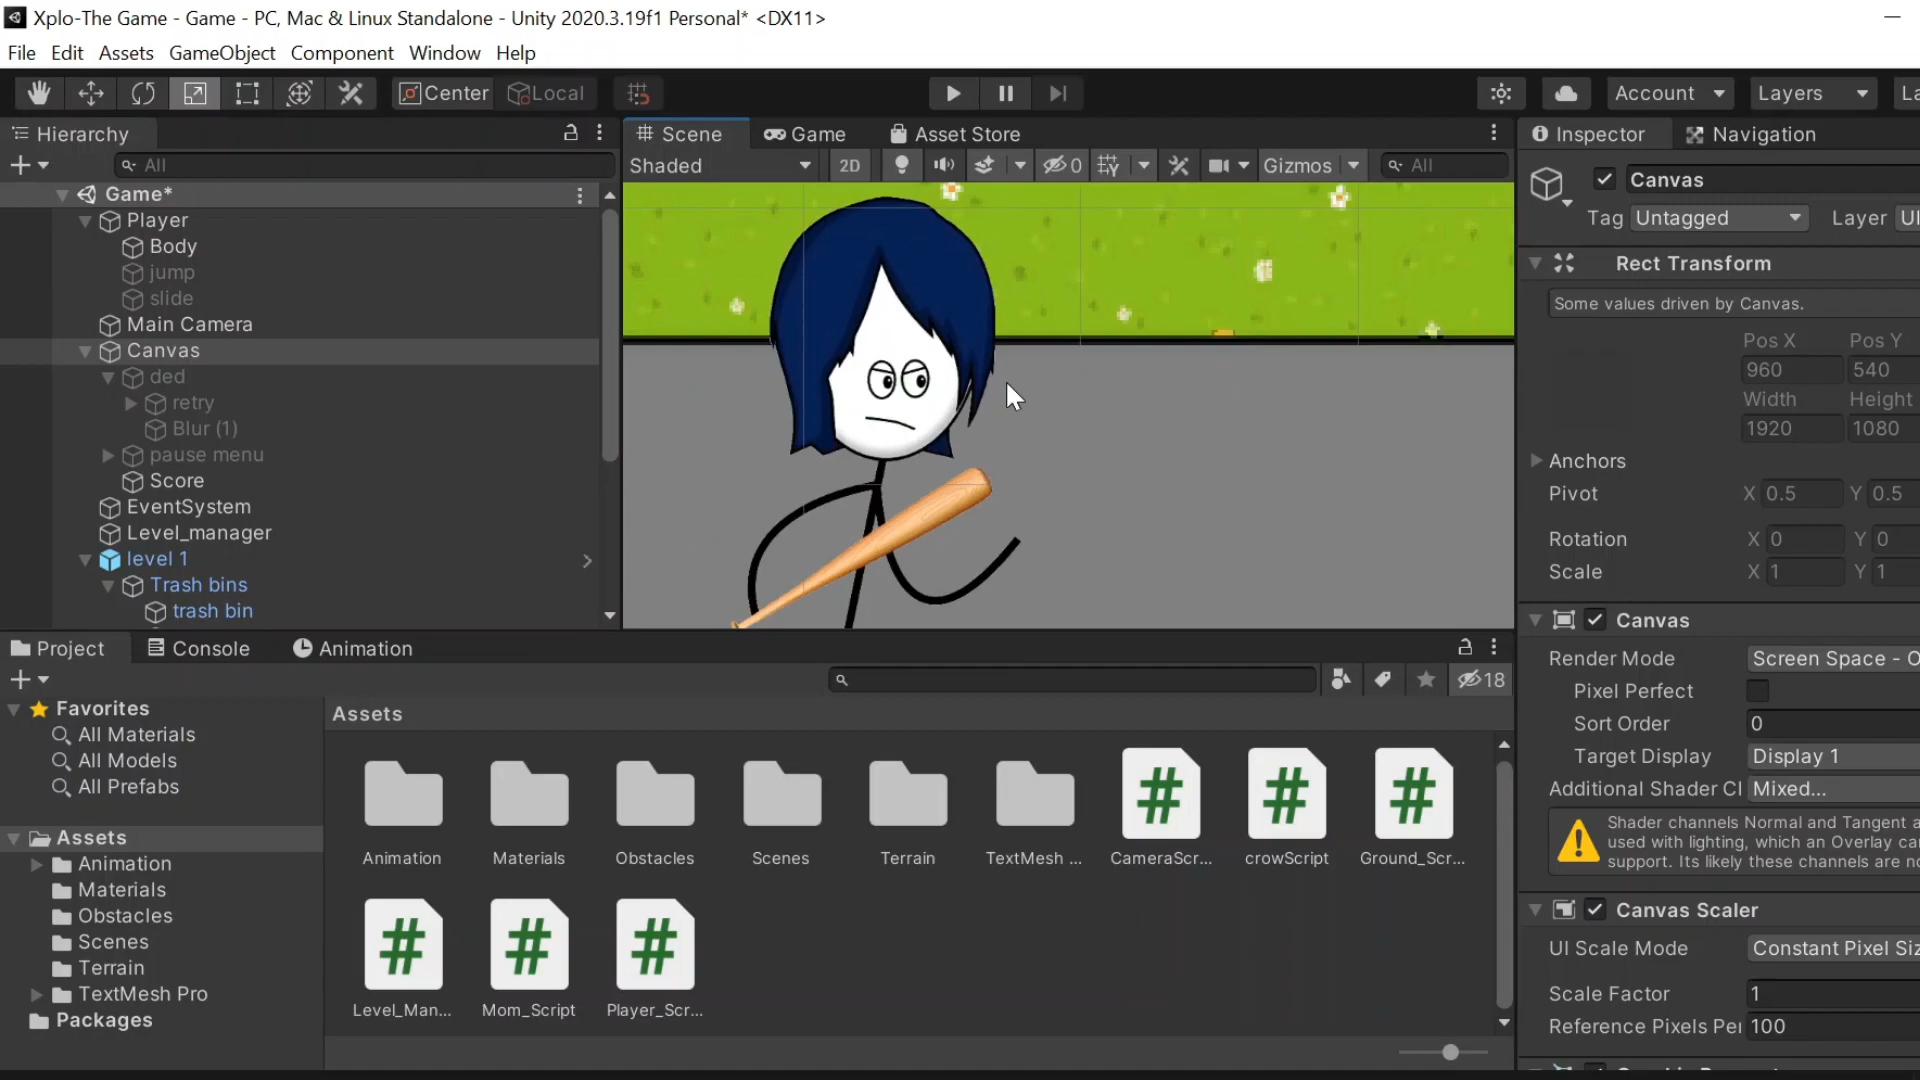 Xplo-The Game - Game - PC, Mac & Linux Standalone - Unity 2020.3.19f1 Personal* <DX11>
File Edit Assets GameObject Component Window Help
Center Local Account Layers La
Hierarchy
All
Game*
Player
Body
jump
slide
Main Camera
Canvas
ded
retry
Blur (1)
pause menu
Score
EventSystem
Level_manager
level 1
Trash bins
trash bin
Scene Game Asset Store
Shaded 2D 0 Gizmos All
Inspector Navigation
Canvas
Tag Untagged Layer UI
Rect Transform
Some values driven by Canvas.
Pos X Pos Y
960 540
Width Height
1920 1080
Anchors
Pivot X 0.5 Y 0.5
Rotation X 0 Y 0
Scale X 1 Y 1
Canvas
Render Mode Screen Space - O
Pixel Perfect
Sort Order 0
Target Display Display 1
Additional Shader Cl Mixed...
Shader channels Normal and Tangent a
used with lighting, which an Overlay ca
support. Its likely these channels are no
Canvas Scaler
UI Scale Mode Constant Pixel Siz
Scale Factor 1
Reference Pixels Per 100
Project Console Animation
18
Favorites
All Materials
All Models
All Prefabs
Assets
Animation
Materials
Obstacles
Scenes
Terrain
TextMesh Pro
Packages
Assets
Animation Materials Obstacles Scenes Terrain TextMesh ... CameraScr... crowScript Ground_Scr...
Level_Man... Mom_Script Player_Scr...